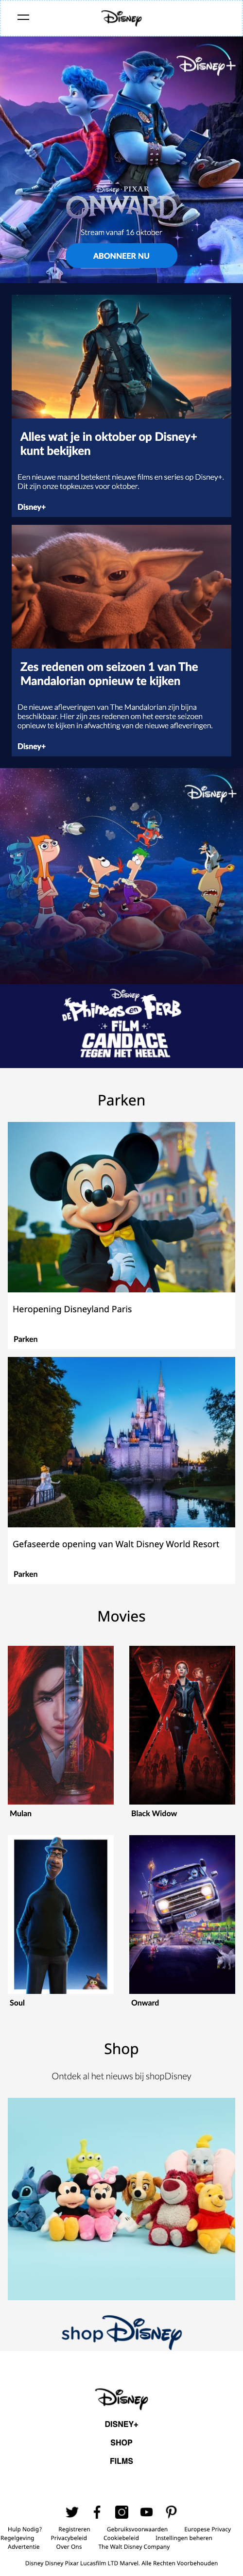 Disney
Disney+
Disney · PIXAR
ONWARD
Stream vanaf 16 oktober
ABONNEER NU
Alles wat je in oktober op Disney+
kunt bekijken
Een nieuwe maand betekent nieuwe films en series op Disney+.
Dit zijn onze topkeuzes voor oktober.
Disney+
Zes redenen om seizoen 1 van The
Mandalorian opnieuw te kijken
De nieuwe afleveringen van The Mandalorian zijn bijna
beschikbaar. Hier zijn zes redenen om het eerste seizoen
opnieuw te kijken in afwachting van de nieuwe afleveringen.
Disney+
Disney+
Disney
DE PHINEAS EN FERB
FILM
CANDACE
TEGEN HET HEELAL
Parken
Heropening Disneyland Paris
Parken
Gefaseerde opening van Walt Disney World Resort
Parken
Movies
Mulan
Black Widow
Soul
Onward
Shop
Ontdek al het nieuws bij shopDisney
shop Disney
Disney
DISNEY+
SHOP
FILMS
Hulp Nodig? Registreren Gebruiksvoorwaarden Europese Privacy
Regelgeving Privacybeleid Cookiebeleid Instellingen beheren
Advertentie Over Ons The Walt Disney Company
Disney Disney Pixar Lucasfilm LTD Marvel. Alle Rechten Voorbehouden